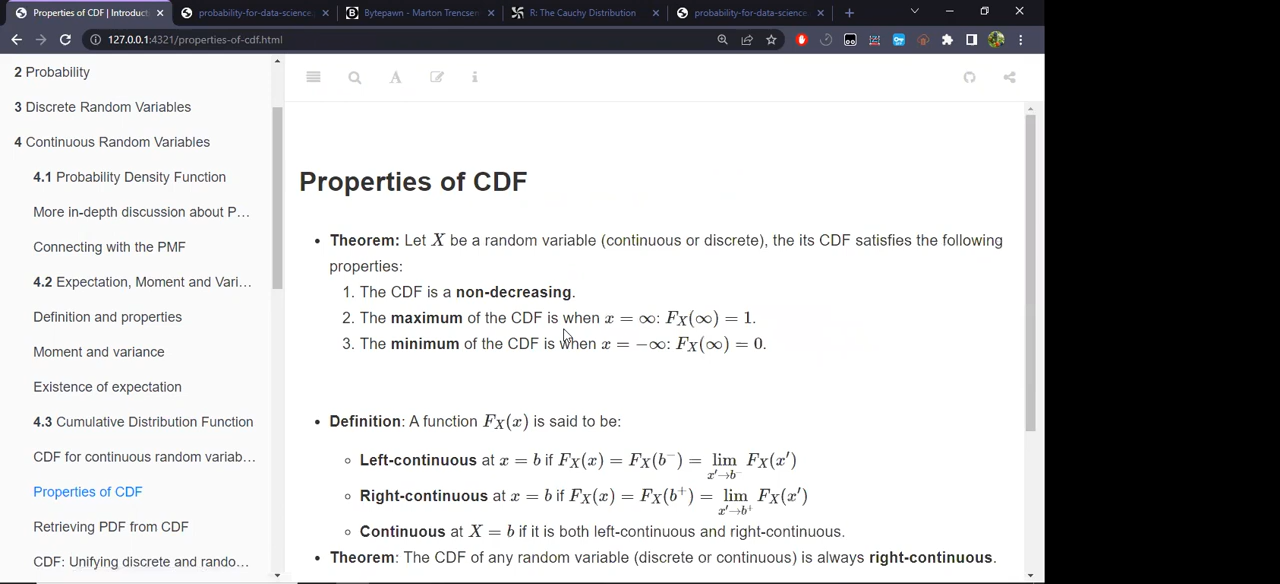 Properties of CDF | Introduct
probability-for-data-science.
Bytepawn - Marton Trencser
R: The Cauchy Distribution
probability-for-data-science.
127.0.0.1:4321/properties-of-cdf.html
2 Probability
3 Discrete Random Variables
4 Continuous Random Variables
4.1 Probability Density Function
More in-depth discussion about P...
Connecting with the PMF
4.2 Expectation, Moment and Vari...
Definition and properties
Moment and variance
Existence of expectation
4.3 Cumulative Distribution Function
CDF for continuous random variab...
Properties of CDF
Retrieving PDF from CDF
CDF: Unifying discrete and rando...
Properties of CDF
• Theorem: Let X be a random variable (continuous or discrete), the its CDF satisfies the following
properties:
1. The CDF is a non-decreasing.
2. The maximum of the CDF is when x = ∞: F_X(∞) = 1.
3. The minimum of the CDF is when x = −∞: F_X(∞) = 0.
• Definition: A function F_X(x) is said to be:
◦ Left-continuous at x = b if F_X(x) = F_X(b⁻) = lim_{x′→b⁻} F_X(x′)
◦ Right-continuous at x = b if F_X(x) = F_X(b⁺) = lim_{x′→b⁺} F_X(x′)
◦ Continuous at X = b if it is both left-continuous and right-continuous.
• Theorem: The CDF of any random variable (discrete or continuous) is always right-continuous.